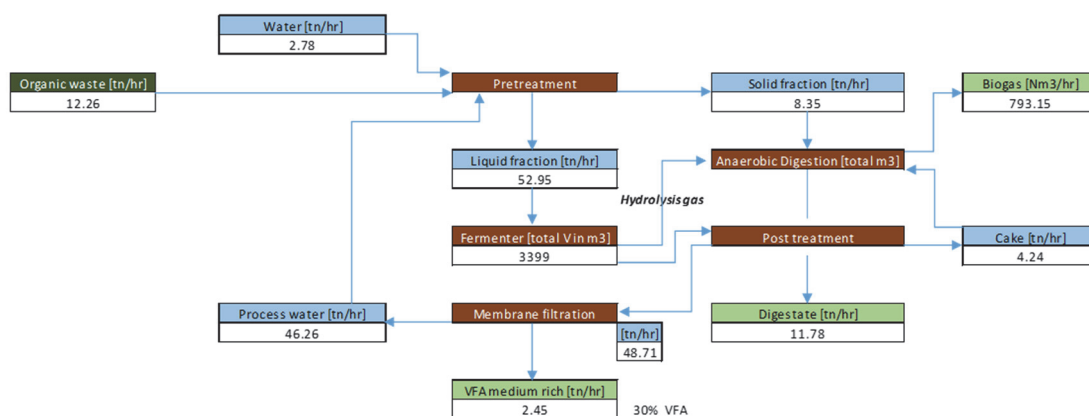 Water [tn/hr]
2.78
Organic waste [tn/hr]
12.26
Pretreatment
Solid fraction [tn/hr]
8.35
Biogas [Nm3/hr]
793.15
Liquid fraction [tn/hr]
52.95
Anaerobic Digestion [total m3]
Hydrolysis gas
Fermenter [total V in m3]
3399
Post treatment
Cake [tn/hr]
4.24
Process water [tn/hr]
46.26
Membrane filtration
[tn/hr]
48.71
Digestate [tn/hr]
11.78
VFA medium rich [tn/hr]
2.45
30% VFA